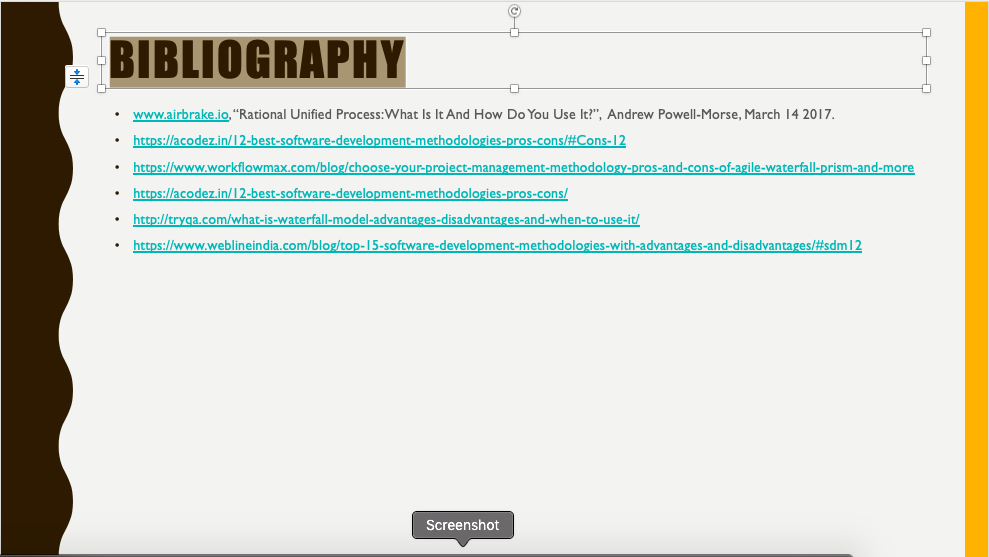 BIBLIOGRAPHY
• www.airbrake.io, “Rational Unified Process: What Is It And How Do You Use It?”, Andrew Powell-Morse, March 14 2017.
• https://acodez.in/12-best-software-development-methodologies-pros-cons/#Cons-12
• https://www.workflowmax.com/blog/choose-your-project-management-methodology-pros-and-cons-of-agile-waterfall-prism-and-more
• https://acodez.in/12-best-software-development-methodologies-pros-cons/
• http://tryqa.com/what-is-waterfall-model-advantages-disadvantages-and-when-to-use-it/
• https://www.weblineindia.com/blog/top-15-software-development-methodologies-with-advantages-and-disadvantages/#sdm12
Screenshot